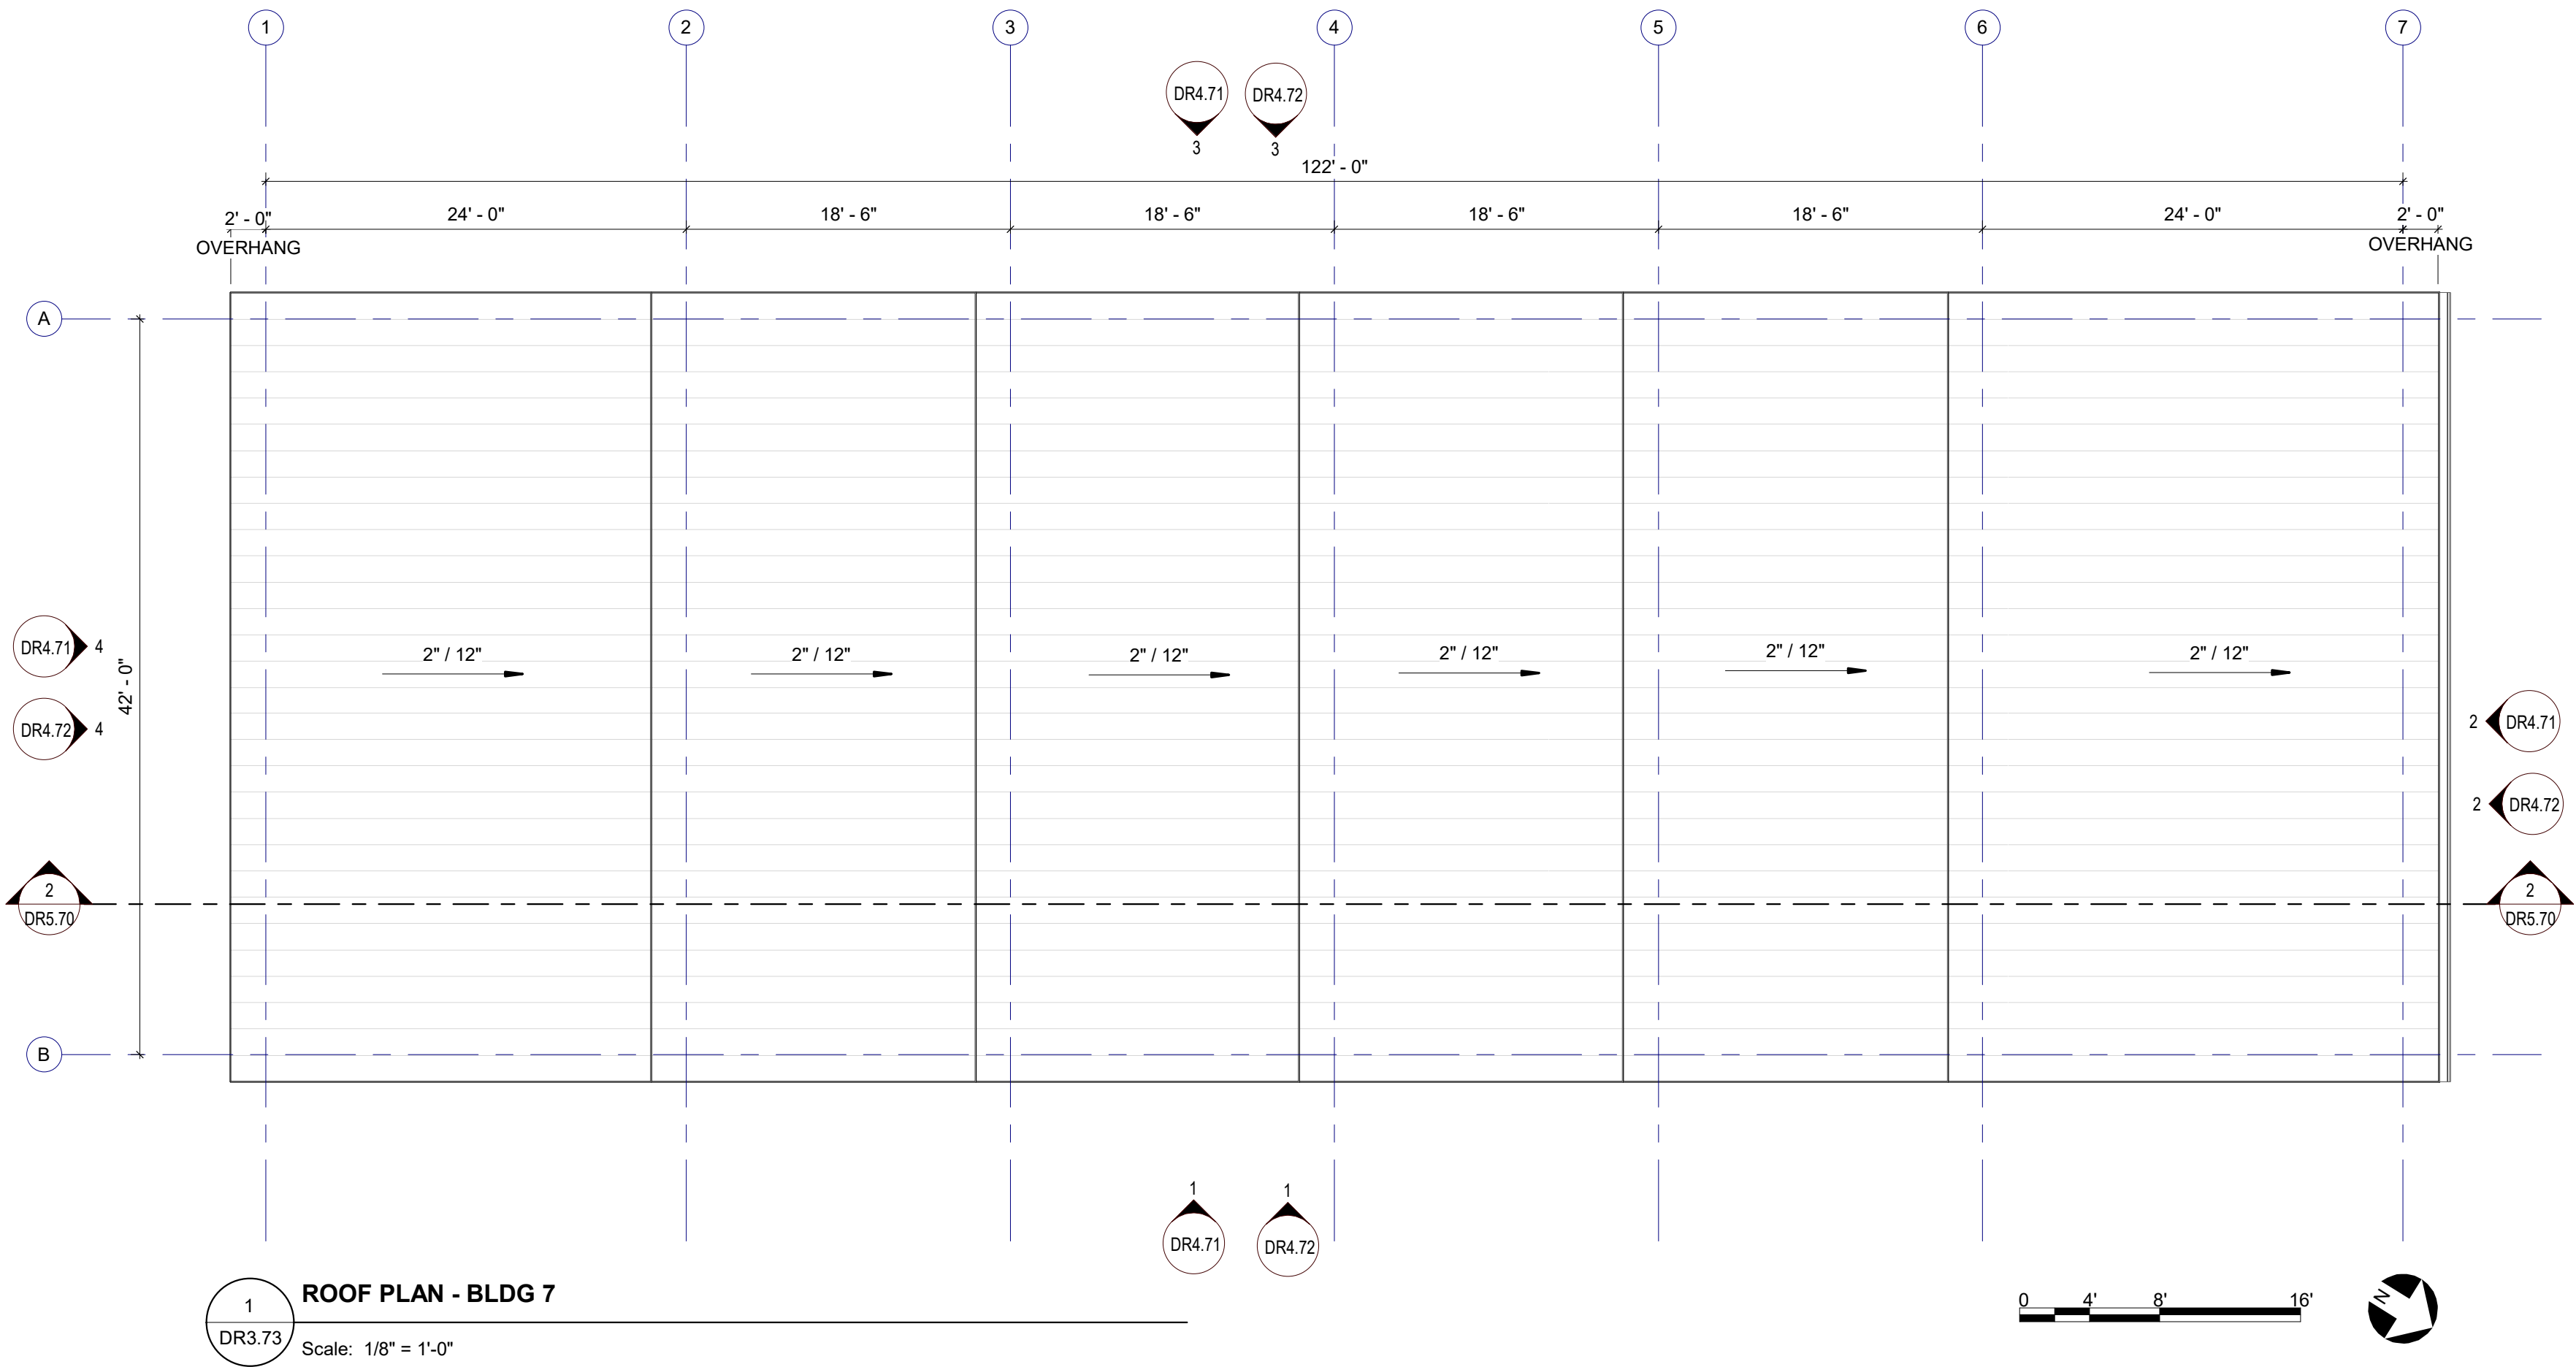 1 2 3 4 5 6 7
DR4.71 DR4.72
3 3
122' - 0"
2' - 0" 24' - 0" 18' - 6" 18' - 6" 18' - 6" 18' - 6" 24' - 0" 2' - 0"
OVERHANG OVERHANG
A
DR4.71 4
2" / 12" 2" / 12" 2" / 12" 2" / 12" 2" / 12" 2" / 12"
42' - 0"
DR4.72 4
2 DR4.71
2 DR4.72
2 2
DR5.70 DR5.70
B
1 1
DR4.71 DR4.72
1 ROOF PLAN - BLDG 7
DR3.73
Scale: 1/8" = 1'-0"
0 4' 8' 16'
N